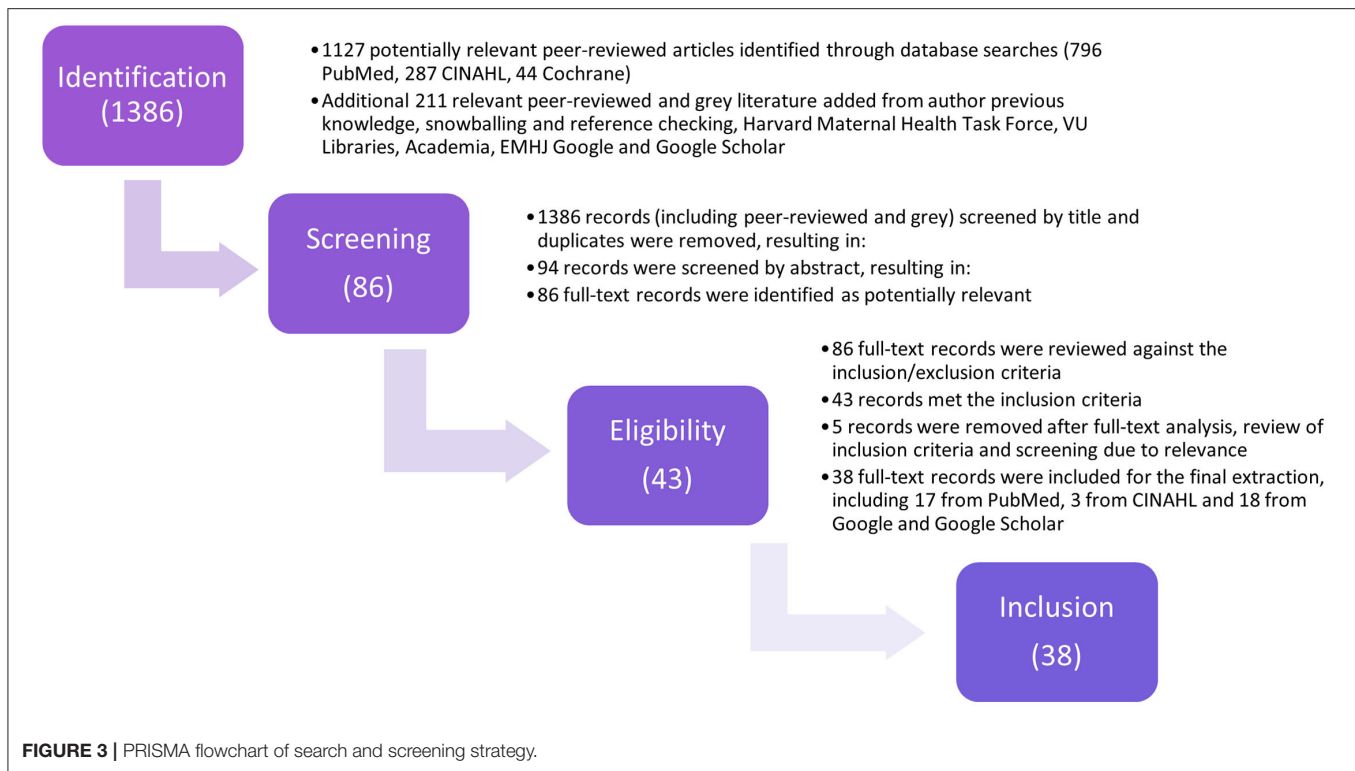 Identification
(1386)
•1127 potentially relevant peer-reviewed articles identified through database searches (796
PubMed, 287 CINAHL, 44 Cochrane)
•Additional 211 relevant peer-reviewed and grey literature added from author previous
knowledge, snowballing and reference checking, Harvard Maternal Health Task Force, VU
Libraries, Academia, EMHJ Google and Google Scholar
Screening
(86)
•1386 records (including peer-reviewed and grey) screened by title and
duplicates were removed, resulting in:
•94 records were screened by abstract, resulting in:
•86 full-text records were identified as potentially relevant
Eligibility
(43)
•86 full-text records were reviewed against the
inclusion/exclusion criteria
•43 records met the inclusion criteria
•5 records were removed after full-text analysis, review of
inclusion criteria and screening due to relevance
•38 full-text records were included for the final extraction,
including 17 from PubMed, 3 from CINAHL and 18 from
Google and Google Scholar
Inclusion
(38)
FIGURE 3 | PRISMA flowchart of search and screening strategy.